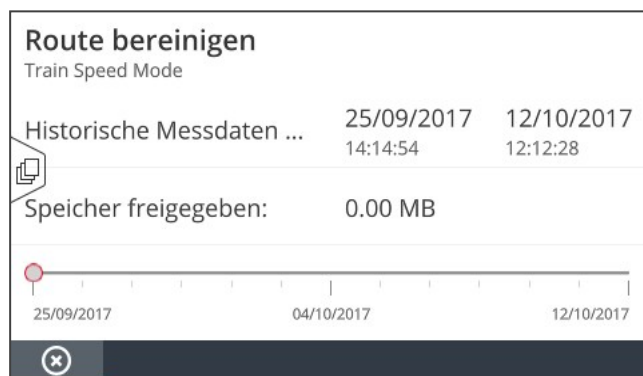 Route bereinigen
Train Speed Mode
Historische Messdaten ... 25/09/2017 12/10/2017
14:14:54 12:12:28
Speicher freigegeben: 0.00 MB
25/09/2017 04/10/2017 12/10/2017